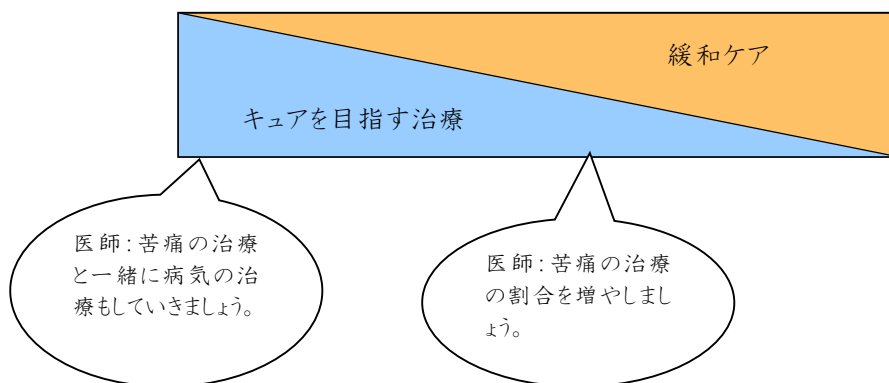 緩和ケア
キュアを目指す治療
医師：苦痛の治療
と一緒に病気の治
療もしていきましょう。
医師：苦痛の治療
の割合を増やしまし
ょう。